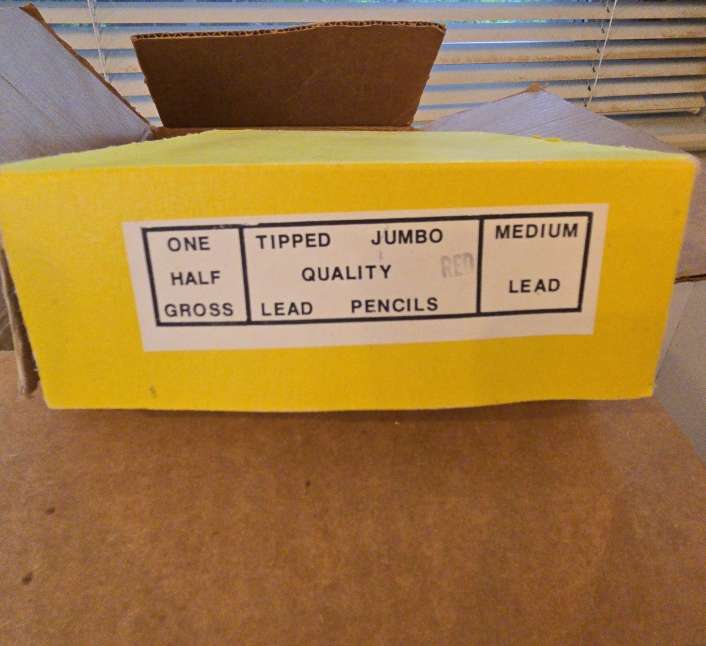 ONE
HALF
GROSS
TIPPED JUMBO
QUALITY RED
LEAD PENCILS
MEDIUM
LEAD